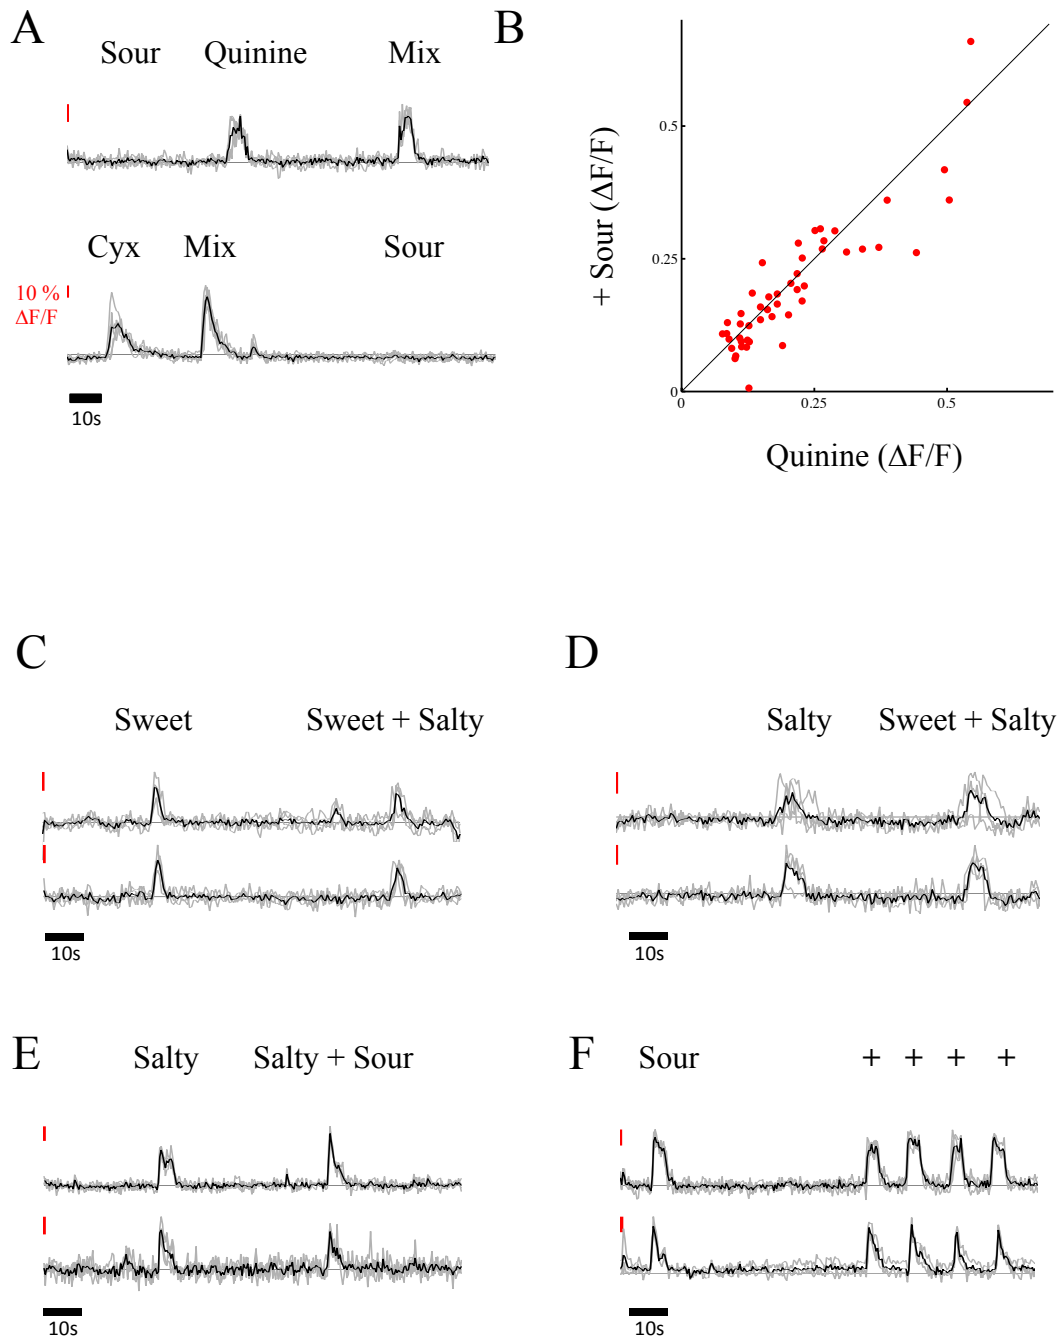 A
Sour Quinine Mix
Cyx Mix Sour
10 %
ΔF/F
10s
B
+ Sour (ΔF/F)
0.5
0.25
0
0 0.25 0.5
Quinine (ΔF/F)
C
Sweet Sweet + Salty
10s
D
Salty Sweet + Salty
10s
E
Salty Salty + Sour
10s
F
Sour + + + +
10s